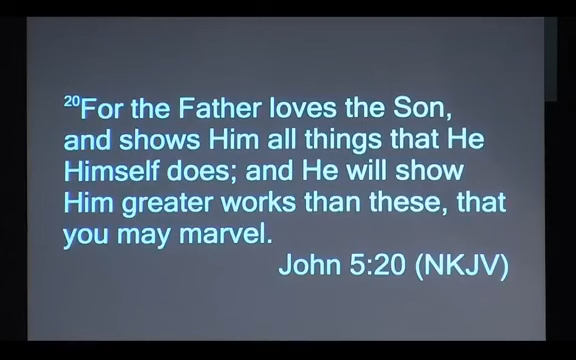 20For the Father loves the Son,
and shows Him all things that He
Himself does; and He will show
Him greater works than these, that
you may marvel.
John 5:20 (NKJV)